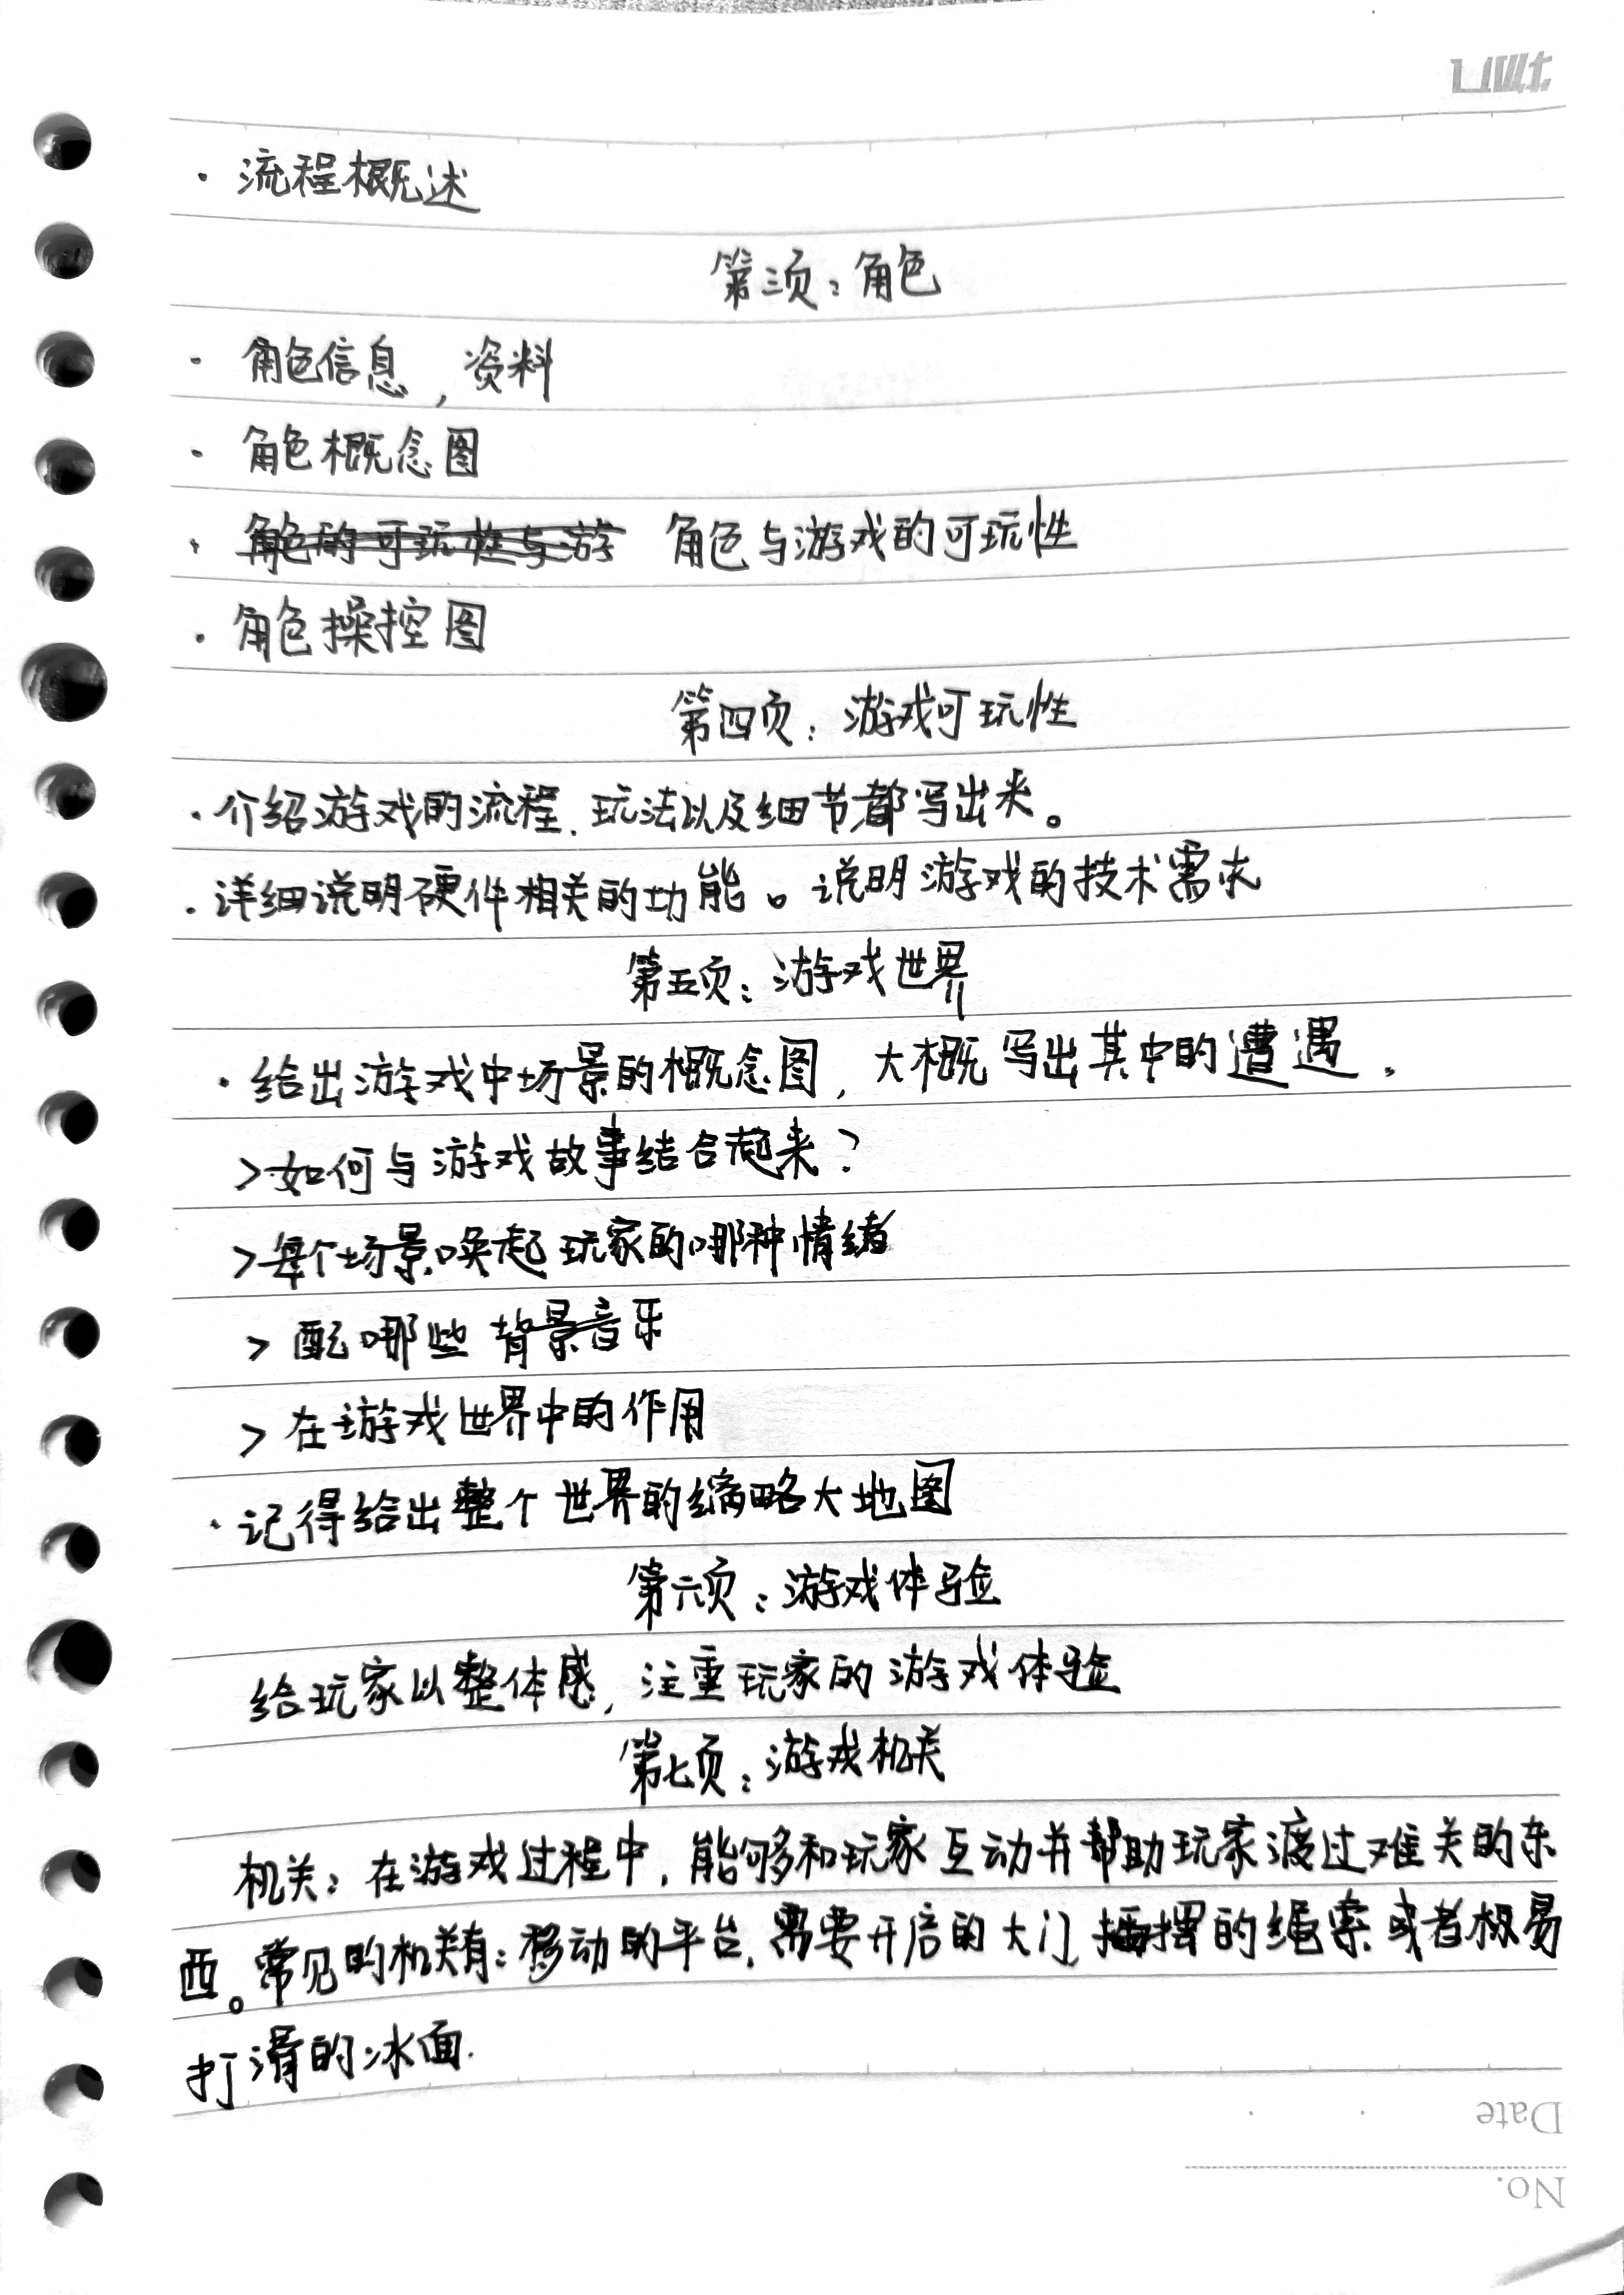 · 流程概述
第三页：角色
· 角色信息，资料
· 角色概念图
· 角色的可玩性与游 角色与游戏的可玩性
· 角色操控图
第四页：游戏可玩性
· 介绍游戏的流程、玩法以及细节都写出来。
· 详细说明硬件相关的功能。说明游戏的技术需求
第五页：游戏世界
· 给出游戏中场景的概念图，大概写出其中的遭遇。
>如何与游戏故事结合起来？
>每个场景唤起玩家的哪种情绪
> 配哪些背景音乐
> 在游戏世界中的作用
· 记得给出整个世界的缩略大地图
第六页：游戏体验
给玩家以整体感，注重玩家的游戏体验
第七页：游戏机关
机关：在游戏过程中，能够和玩家互动并帮助玩家渡过难关的东
西。常见的机关有：移动的平台、需要开启的大门、摇摆的绳索或者极易
打滑的冰面.
Date
No.